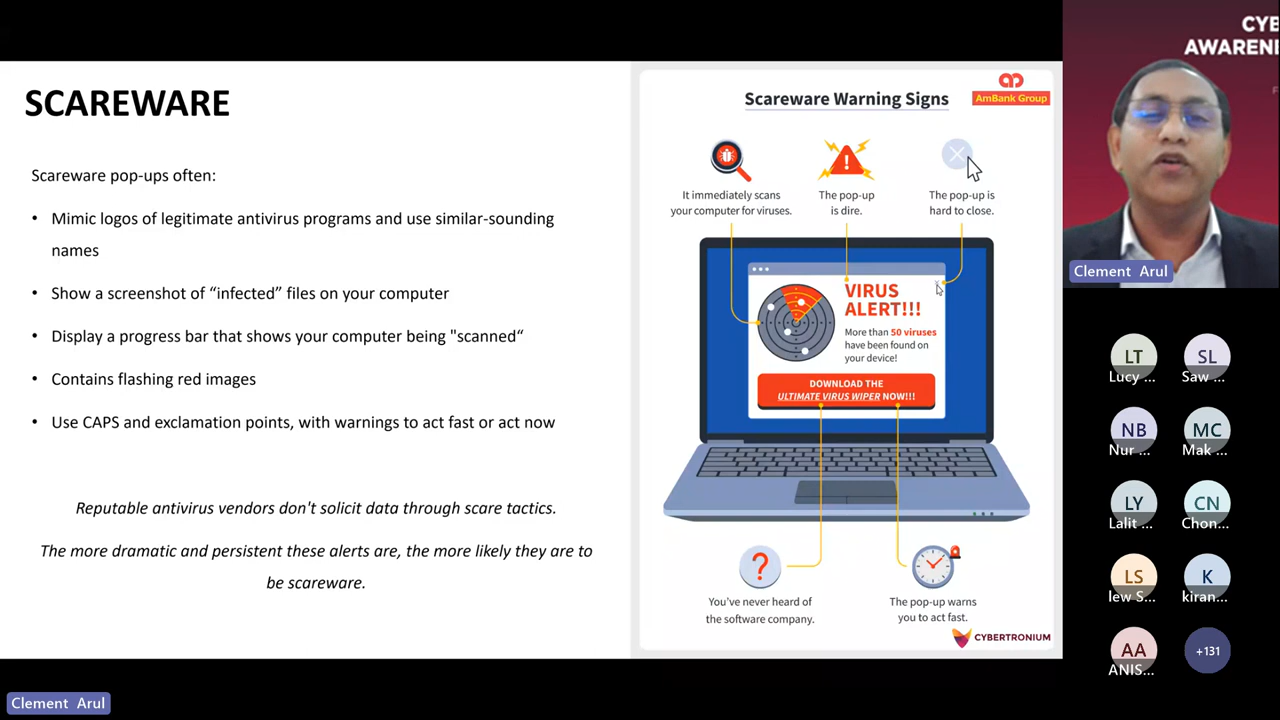 SCAREWARE
Scareware pop-ups often:
• Mimic logos of legitimate antivirus programs and use similar-sounding
names
• Show a screenshot of “infected” files on your computer
• Display a progress bar that shows your computer being "scanned“
• Contains flashing red images
• Use CAPS and exclamation points, with warnings to act fast or act now
Reputable antivirus vendors don't solicit data through scare tactics.
The more dramatic and persistent these alerts are, the more likely they are to
be scareware.
Scareware Warning Signs
AmBank Group
It immediately scans
your computer for viruses.
The pop-up
is dire.
The pop-up is
hard to close.
VIRUS
ALERT!!!
More than 50 viruses
have been found on
your device!
DOWNLOAD THE
ULTIMATE VIRUS WIPER NOW!!!
You’ve never heard of
the software company.
The pop-up warns
you to act fast.
CYBERTRONIUM
CYB
AWARENE
Clement Arul
LT
Lucy ...
SL
Saw ...
NB
Nur ...
MC
Mak ...
LY
Lalit ...
CN
Chon...
LS
lew S...
K
kiran...
AA
ANIS...
+131
Clement Arul